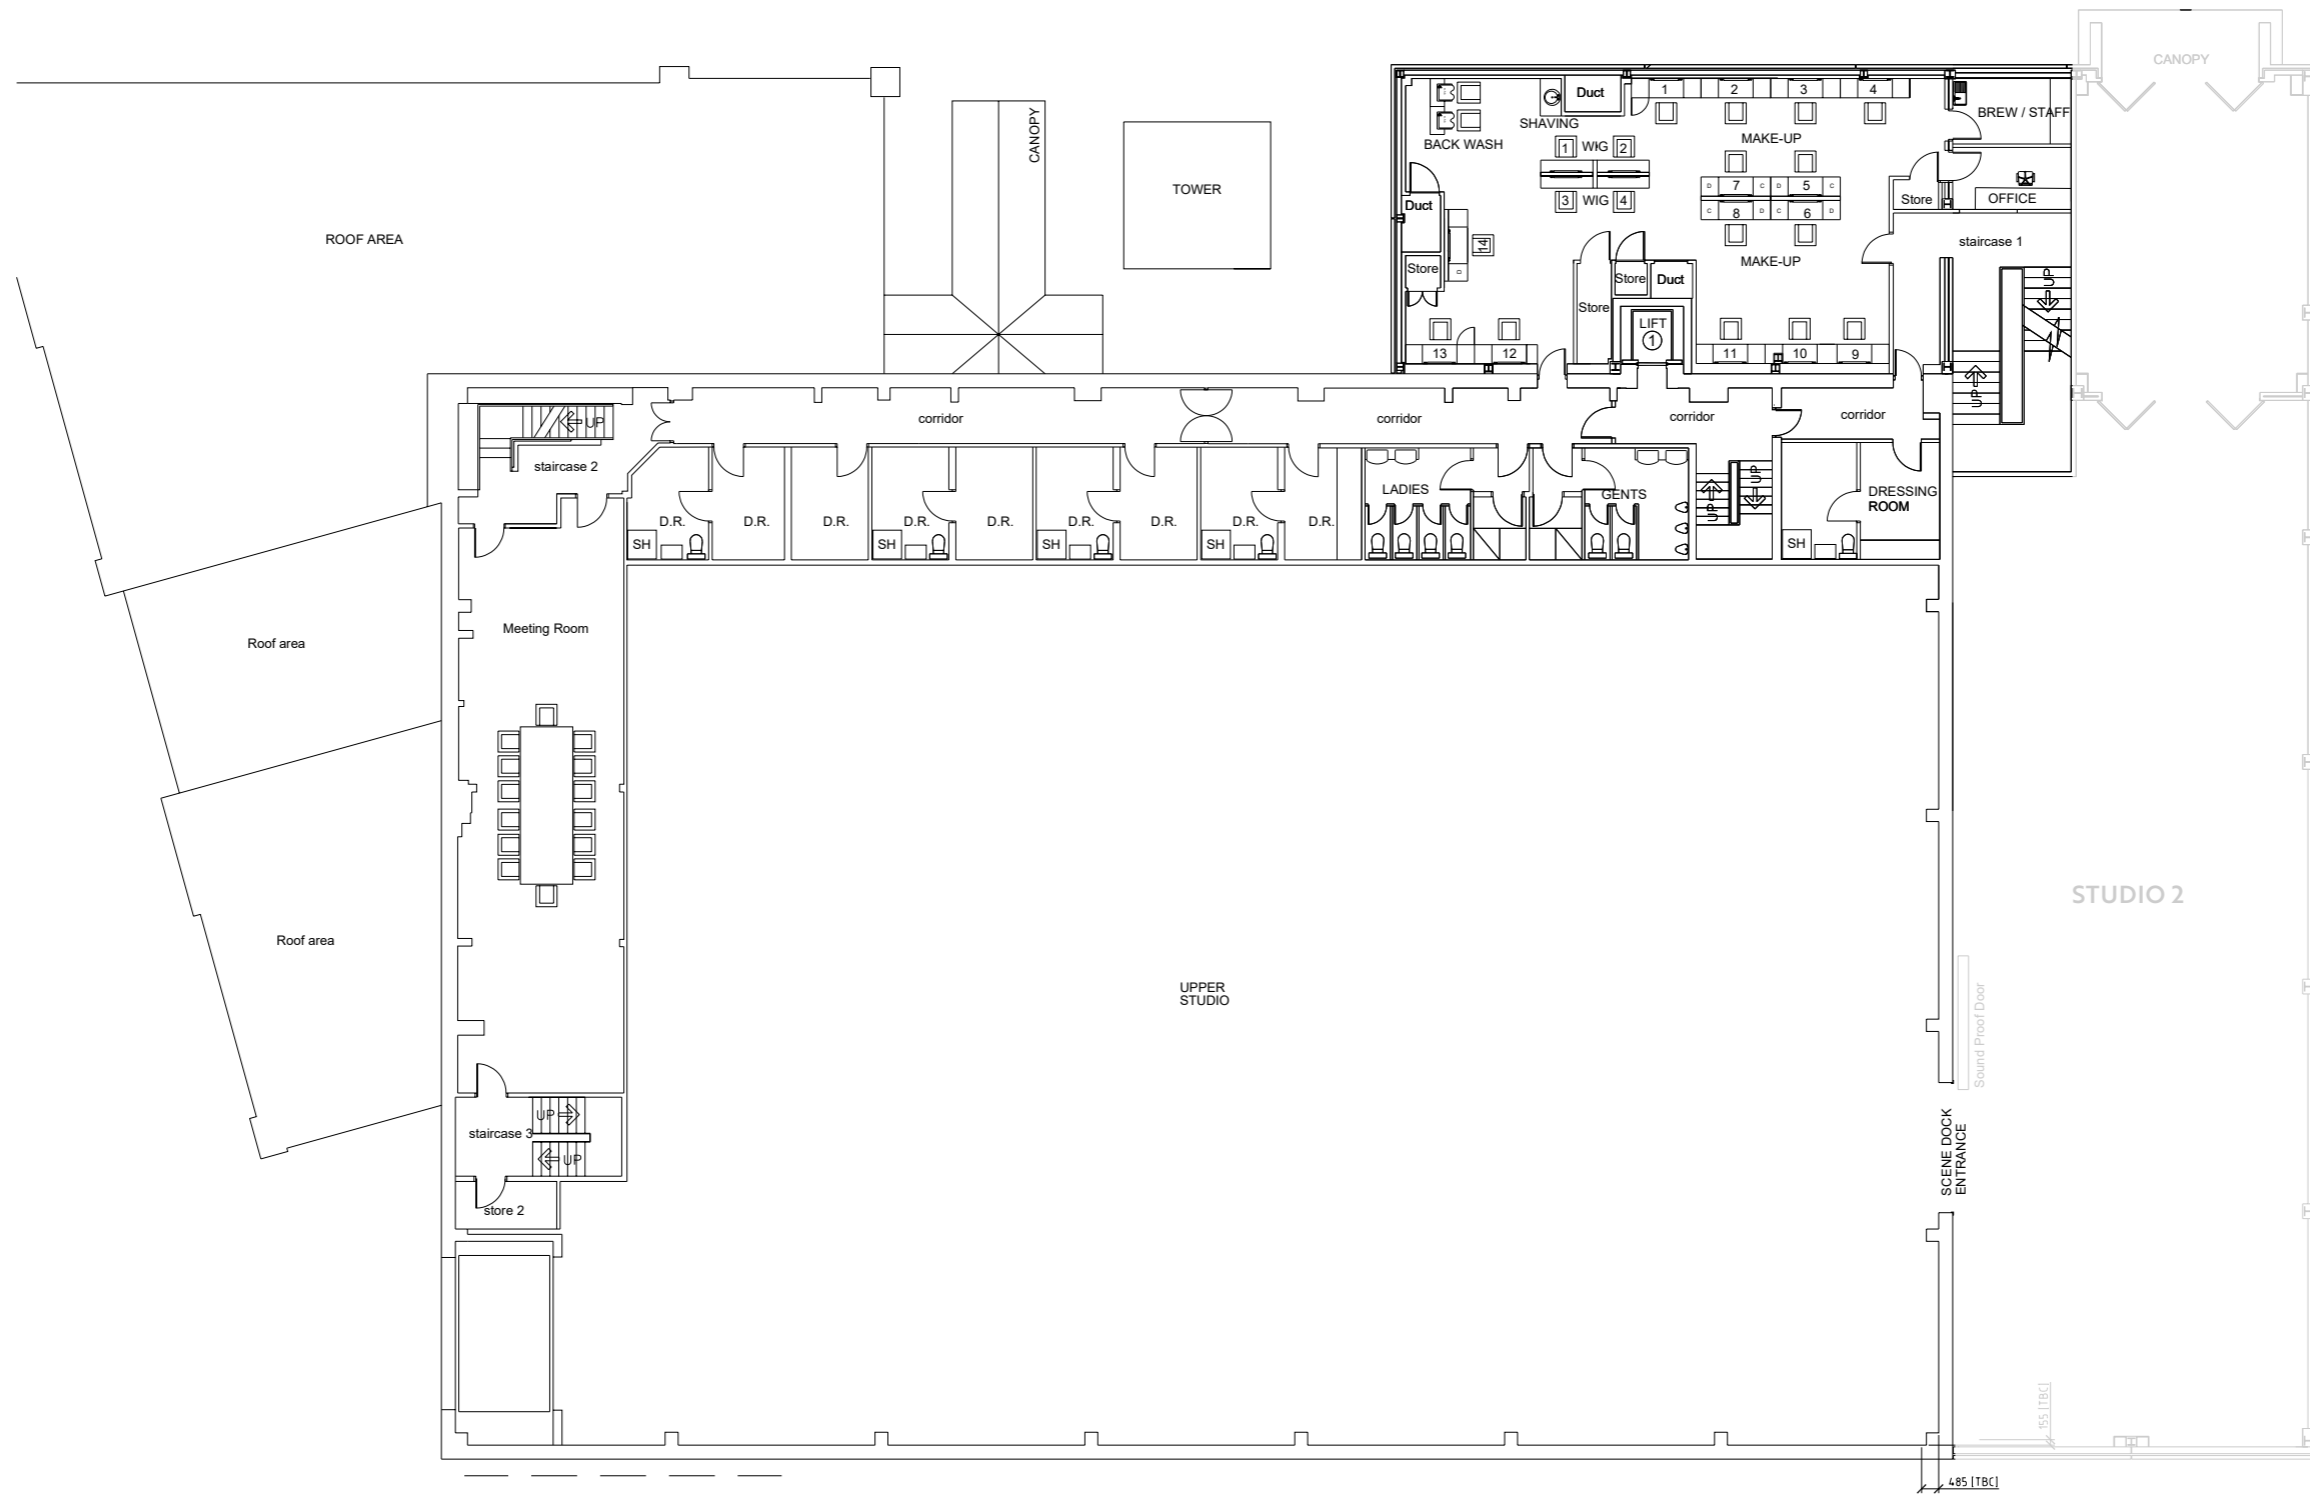 CANOPY
CANOPY
TOWER
ROOF AREA
BACK WASH
SHAVING
Duct
1
2
3
4
BREW / STAFF
MAKE-UP
1
WIG
2
3
WIG
4
D
7
C
D
5
C
C
8
D
C
6
D
Store
OFFICE
Duct
14
Store
D
staircase 1
MAKE-UP
Store
Duct
Store
LIFT
1
UP
UP
13
12
11
10
9
UP
staircase 2
corridor
corridor
corridor
corridor
D.R.
D.R.
D.R.
D.R.
D.R.
D.R.
D.R.
D.R.
D.R.
SH
SH
SH
SH
LADIES
GENTS
UP
UP
DRESSING
ROOM
SH
Meeting Room
Roof area
Roof area
UPPER
STUDIO
STUDIO 2
Sound Proof Door
SCENE DOCK
ENTRANCE
UP
staircase 3
UP
store 2
155 [TBC]
485 [TBC]